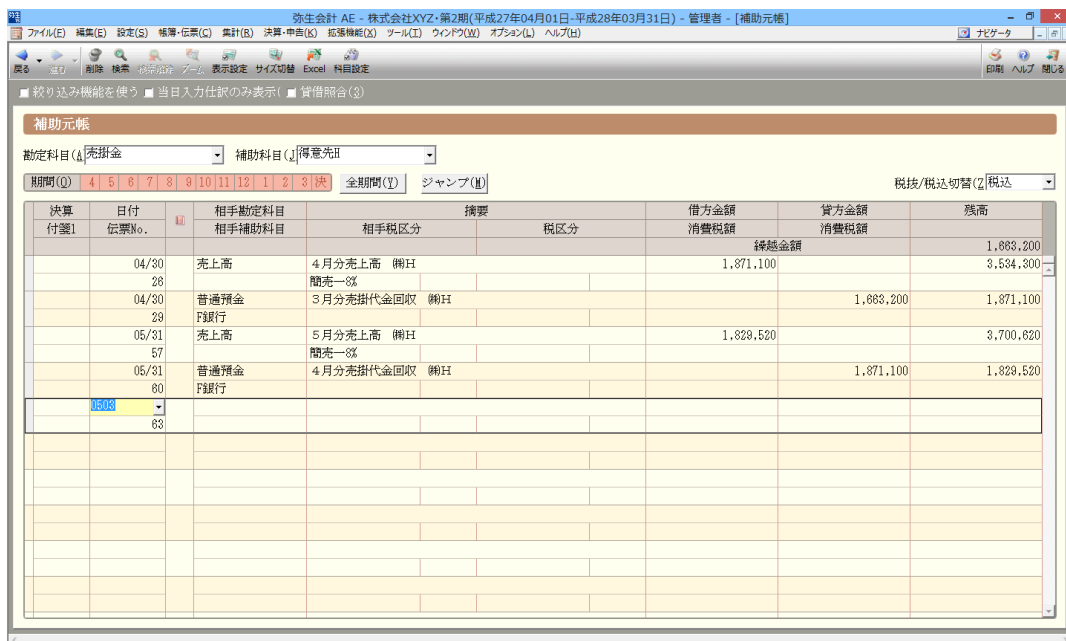 弥生会計 AE - 株式会社XYZ・第2期(平成27年04月01日-平成28年03月31日) - 管理者 - [補助元帳]
ファイル(F) 編集(E) 設定(S) 帳簿・伝票(C) 集計(R) 決算・申告(K) 拡張機能(X) ツール(T) ウィンドウ(W) オプション(L) ヘルプ(H) ナビゲータ
戻る 進む 削除 検索 検索解除 ズーム 表示設定 サイズ切替 Excel 科目設定 印刷 ヘルプ 閉じる
絞り込み機能を使う 当日入力仕訳のみ表示( 貸借照合(3)
補助元帳
勘定科目(A 売掛金 補助科目(J 得意先H
期間(Q) 4 5 6 7 8 9 10 11 12 1 2 3 決 全期間(Y) ジャンプ(M) 税抜/税込切替(Z 税込
決算 日付 相手勘定科目 摘要 借方金額 貸方金額 残高
付箋1 伝票No. 相手補助科目 相手税区分 税区分 消費税額 消費税額
繰越金額 1,663,200
04/30 売上高 4月分売上高 ㈱H 1,871,100 3,534,300
26 簡売一8%
04/30 普通預金 3月分売掛代金回収 ㈱H 1,663,200 1,871,100
29 F銀行
05/31 売上高 5月分売上高 ㈱H 1,829,520 3,700,620
57 簡売一8%
05/31 普通預金 4月分売掛代金回収 ㈱H 1,871,100 1,829,520
60 F銀行
0503
63